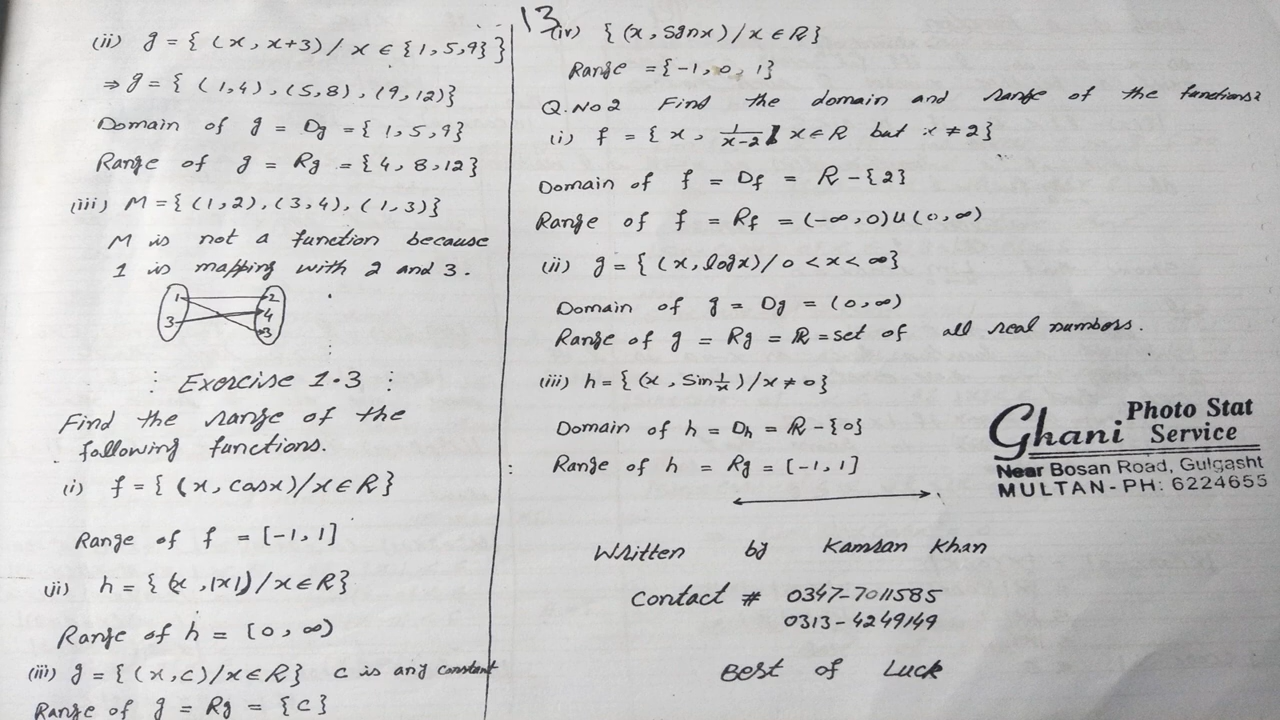 13
(ii) g = { (x, x+3) / x ∈ {1, 5, 9} }
⇒ g = { (1,4), (5,8), (9,12)}
Domain of g = Dg = {1, 5, 9}
Range of g = Rg = {4, 8, 12}
(iii) M = { (1,2), (3,4), (1,3)}
M is not a function because
1 is mapping with 2 and 3.
1 2
4
3 3
Exercise 1.3
Find the range of the
following functions.
(i) f = { (x, cosx) / x ∈ R}
Range of f = [-1, 1]
(ii) h = { (x, |x|) / x ∈ R}
Range of h = [0, ∞)
(iii) g = { (x, c) / x ∈ R} c is any constant
Range of g = Rg = {c}
(iv) { (x, Sgnx) / x ∈ R}
Range = {-1, 0, 1}
Q.No 2 Find the domain and range of the functions?
(i) f = { x, 1/(x-2) / x ∈ R but x ≠ 2}
Domain of f = Df = R - {2}
Range of f = Rf = (-∞, 0) ∪ (0, ∞)
(ii) g = { (x, logx) / 0 < x < ∞}
Domain of g = Dg = (0, ∞)
Range of g = Rg = R = set of all real numbers.
(iii) h = { (x, Sin 1/x) / x ≠ 0}
Domain of h = Dh = R - {0}
Range of h = Rg = [-1, 1]
Written by Kamran Khan
Contact # 0347-7011585
0313-4249149
Best of Luck
Ghani Photo Stat
Service
Near Bosan Road, Gulgasht
MULTAN - PH: 6224655